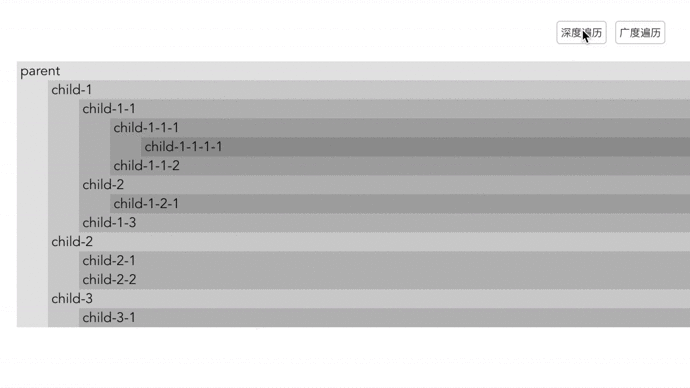 深度遍历 广度遍历
parent
child-1
child-1-1
child-1-1-1
child-1-1-1-1
child-1-1-2
child-2
child-1-2-1
child-1-3
child-2
child-2-1
child-2-2
child-3
child-3-1